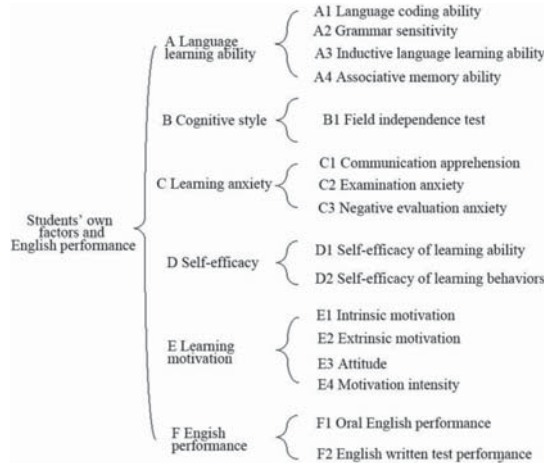 Students' own
factors and
English performance
A Language
learning ability
A1 Language coding ability
A2 Grammar sensitivity
A3 Inductive language learning ability
A4 Associative memory ability
B Cognitive style
B1 Field independence test
C Learning anxiety
C1 Communication apprehension
C2 Examination anxiety
C3 Negative evaluation anxiety
D Self-efficacy
D1 Self-efficacy of learning ability
D2 Self-efficacy of learning behaviors
E Learning
motivation
E1 Intrinsic motivation
E2 Extrinsic motivation
E3 Attitude
E4 Motivation intensity
F Engish
performance
F1 Oral English performance
F2 English written test performance